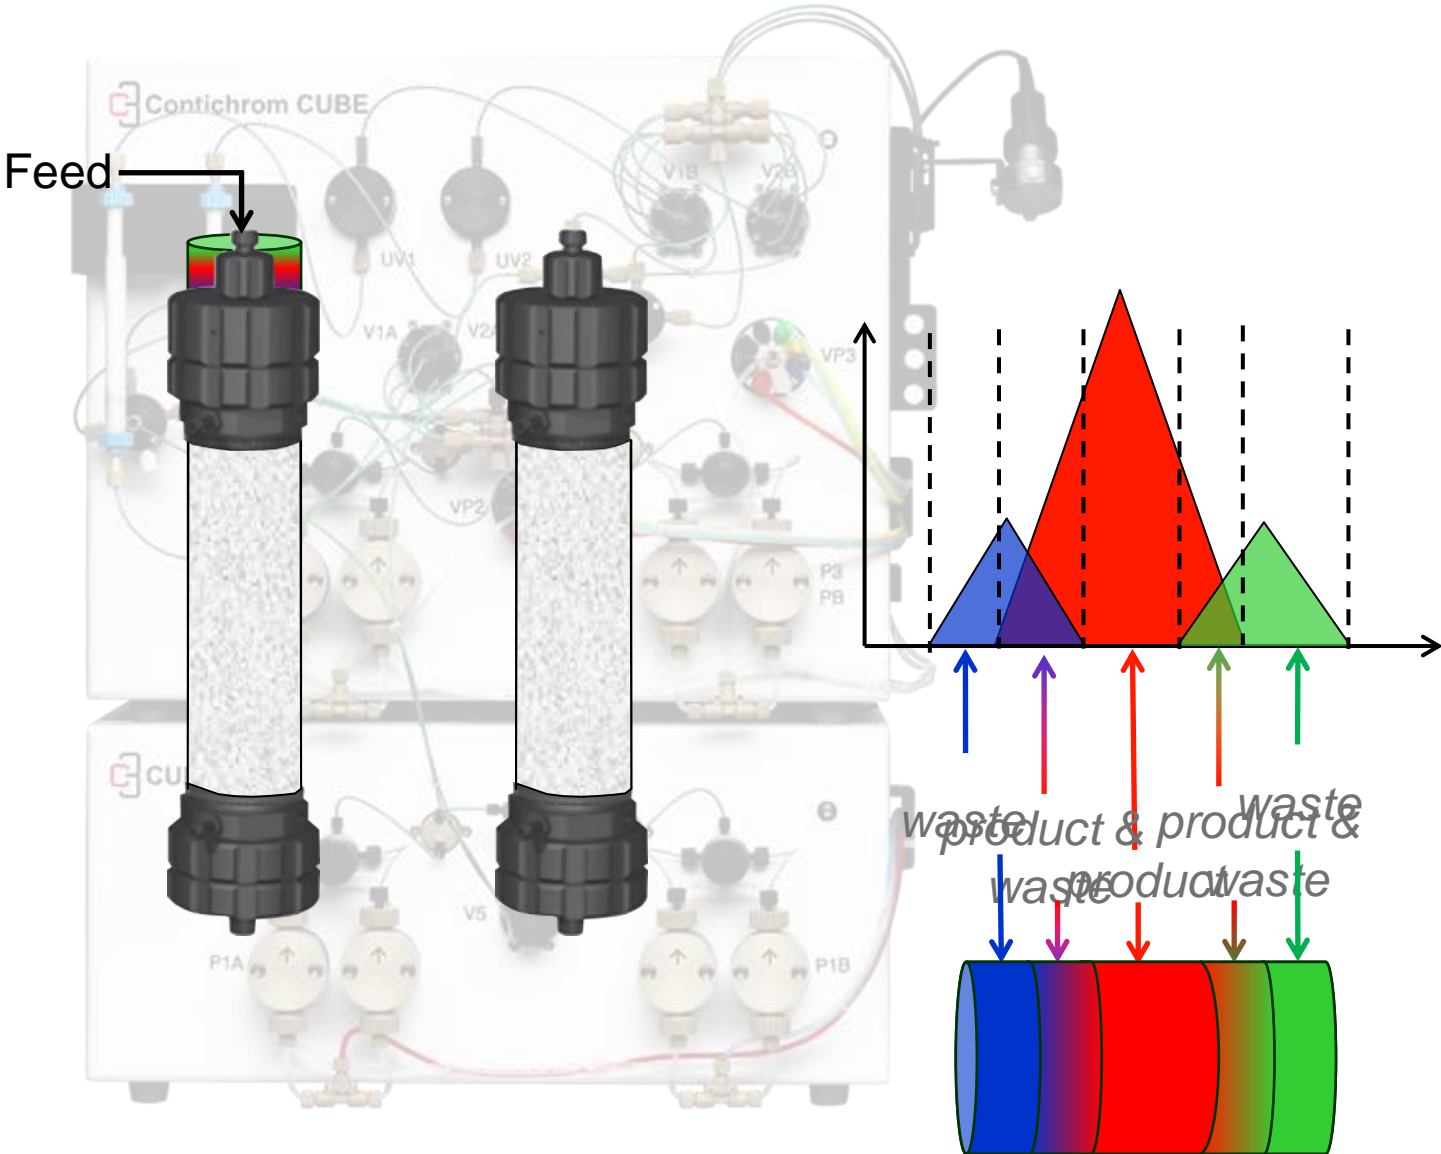 Contichrom CUBE
Feed
V1B
V2B
UV1
UV2
V1A
V2A
VP3
VP2
P3
PB
waste
product &
waste
product
product &
waste
waste
CU
V5
P1A
P1B